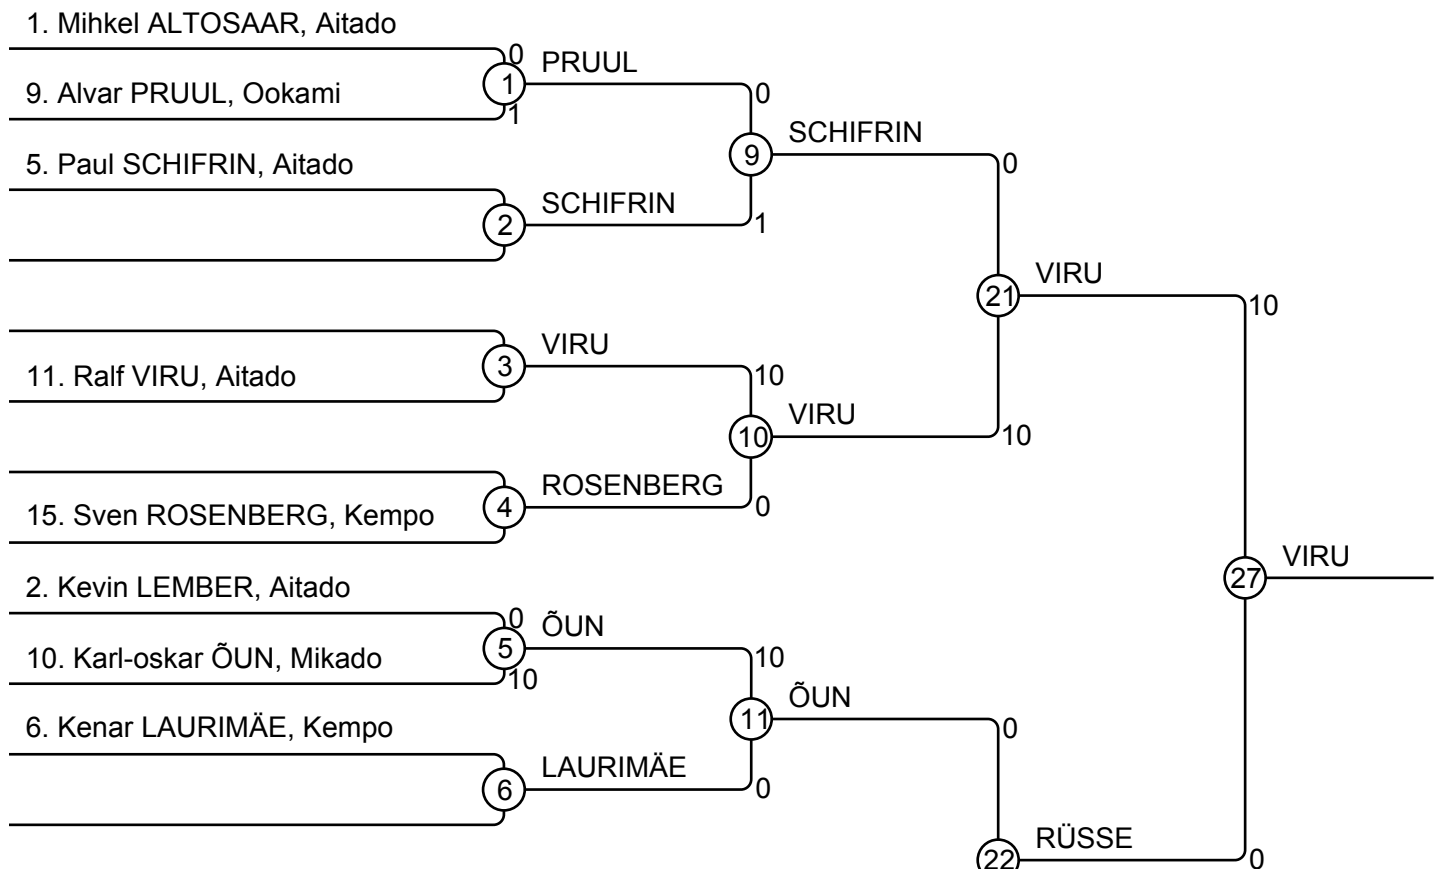 1. Mihkel ALTOSAAR, Aitado
0
1
PRUUL
9. Alvar PRUUL, Ookami
1
0
9
SCHIFRIN
5. Paul SCHIFRIN, Aitado
0
2
SCHIFRIN
1
21
VIRU
10
3
VIRU
11. Ralf VIRU, Aitado
10
10
VIRU
10
4
ROSENBERG
15. Sven ROSENBERG, Kempo
0
27
VIRU
2. Kevin LEMBER, Aitado
0
5
ÕUN
10. Karl-oskar ÕUN, Mikado
10
10
11
ÕUN
6. Kenar LAURIMÄE, Kempo
0
6
LAURIMÄE
0
22
RÜSSE
0